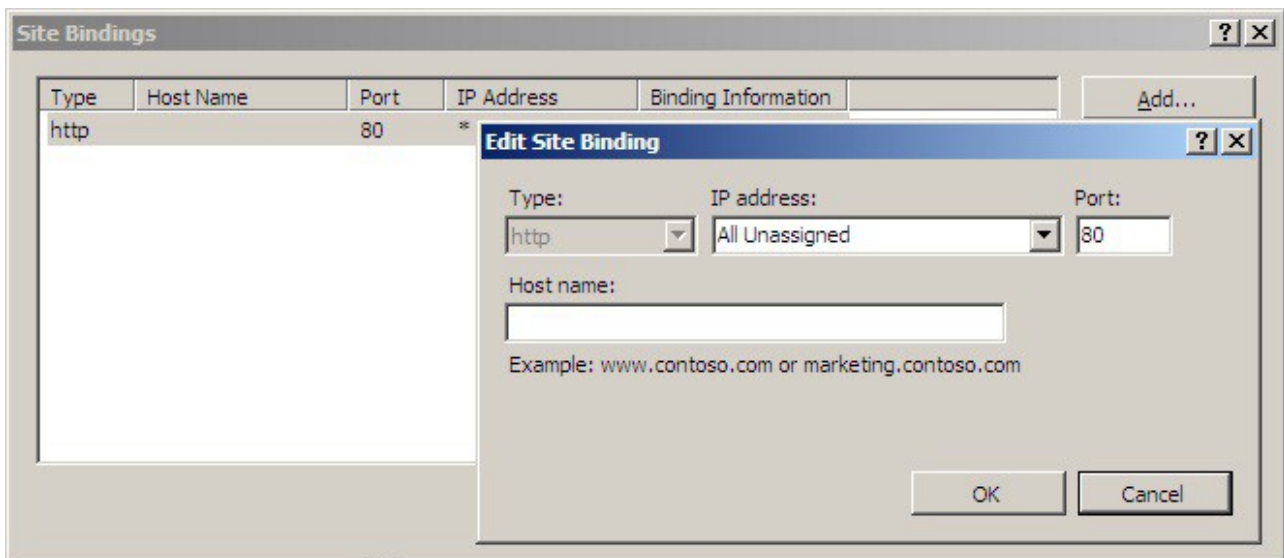 Site Bindings
Type Host Name Port IP Address Binding Information Add...
http 80 *
Edit Site Binding
Type: IP address: Port:
http All Unassigned 80
Host name:
Example: www.contoso.com or marketing.contoso.com
OK Cancel